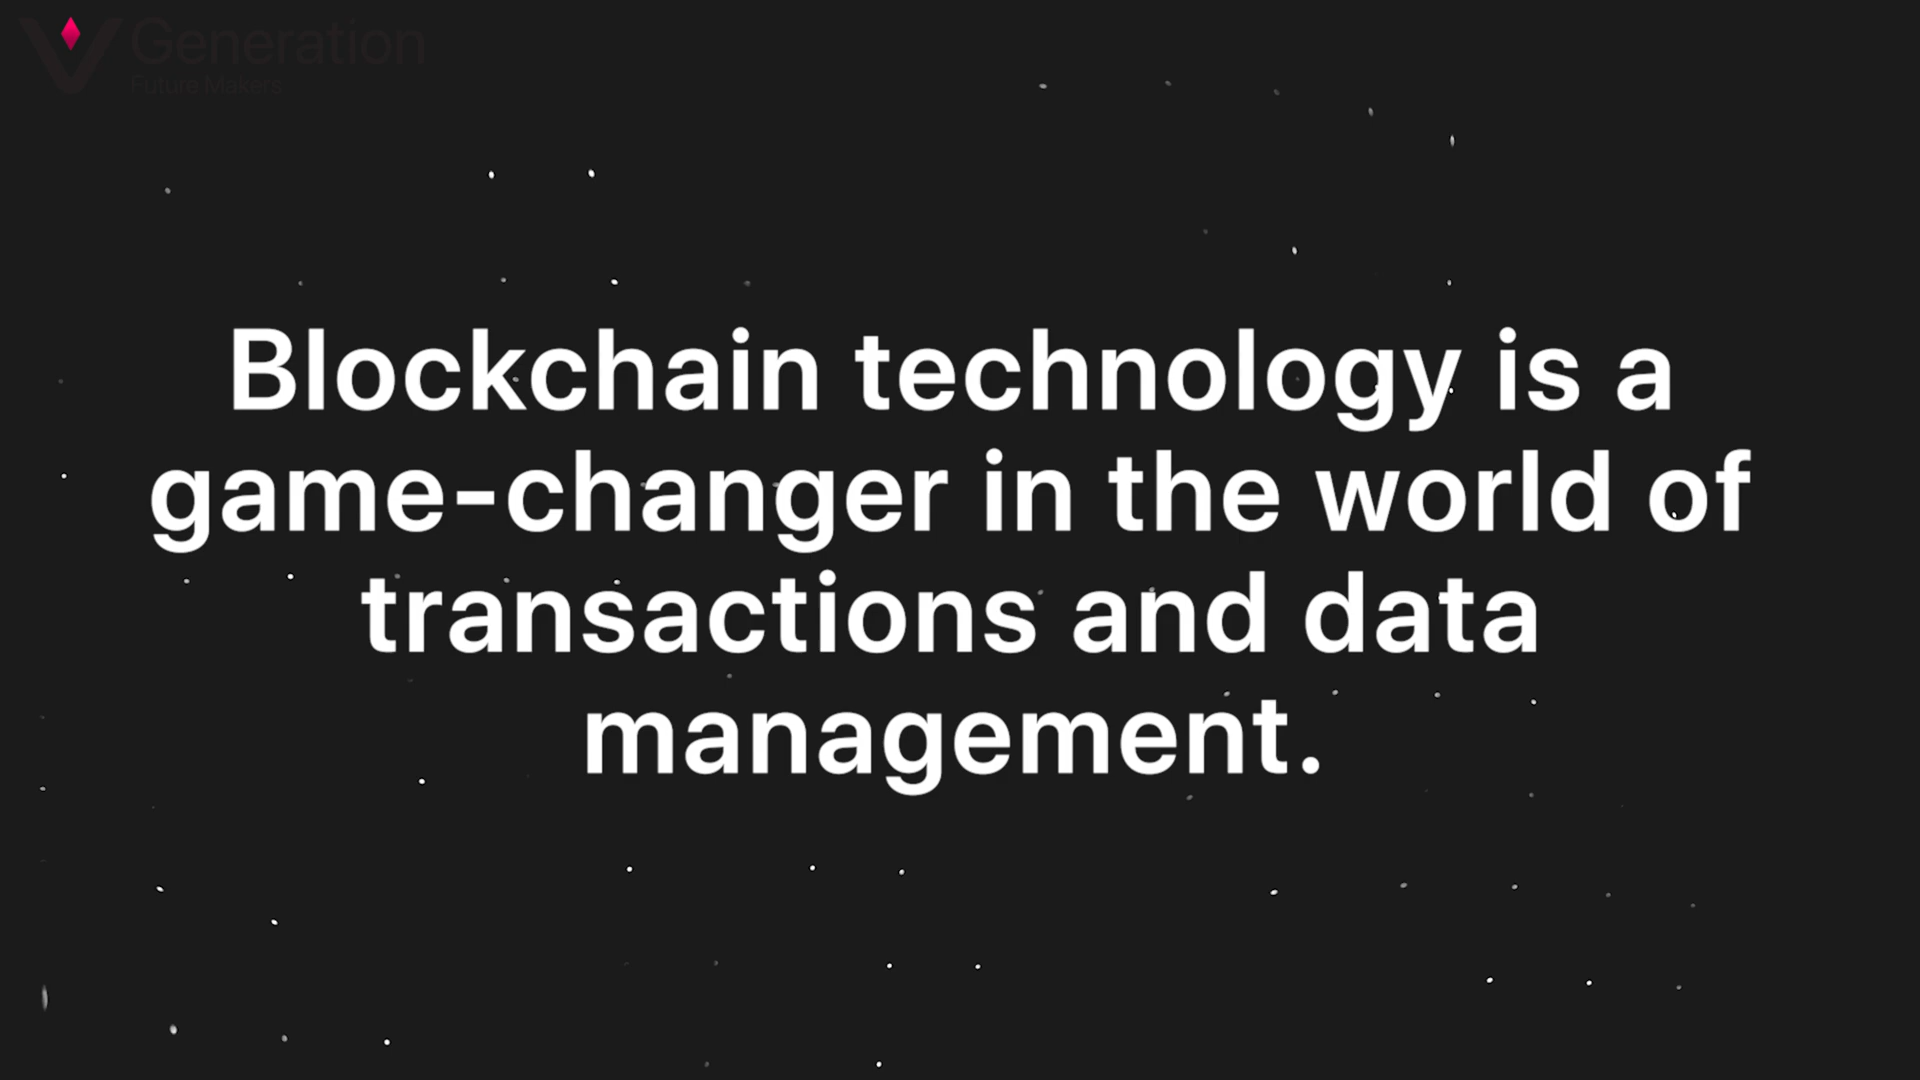 Generation
Future Makers
Blockchain technology is a
game-changer in the world of
transactions and data
management.